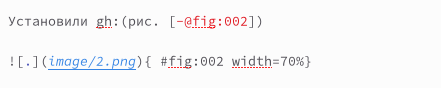 Установили gh:(рис. [-@fig:002])
![.](image/2.png){ #fig:002 width=70%}